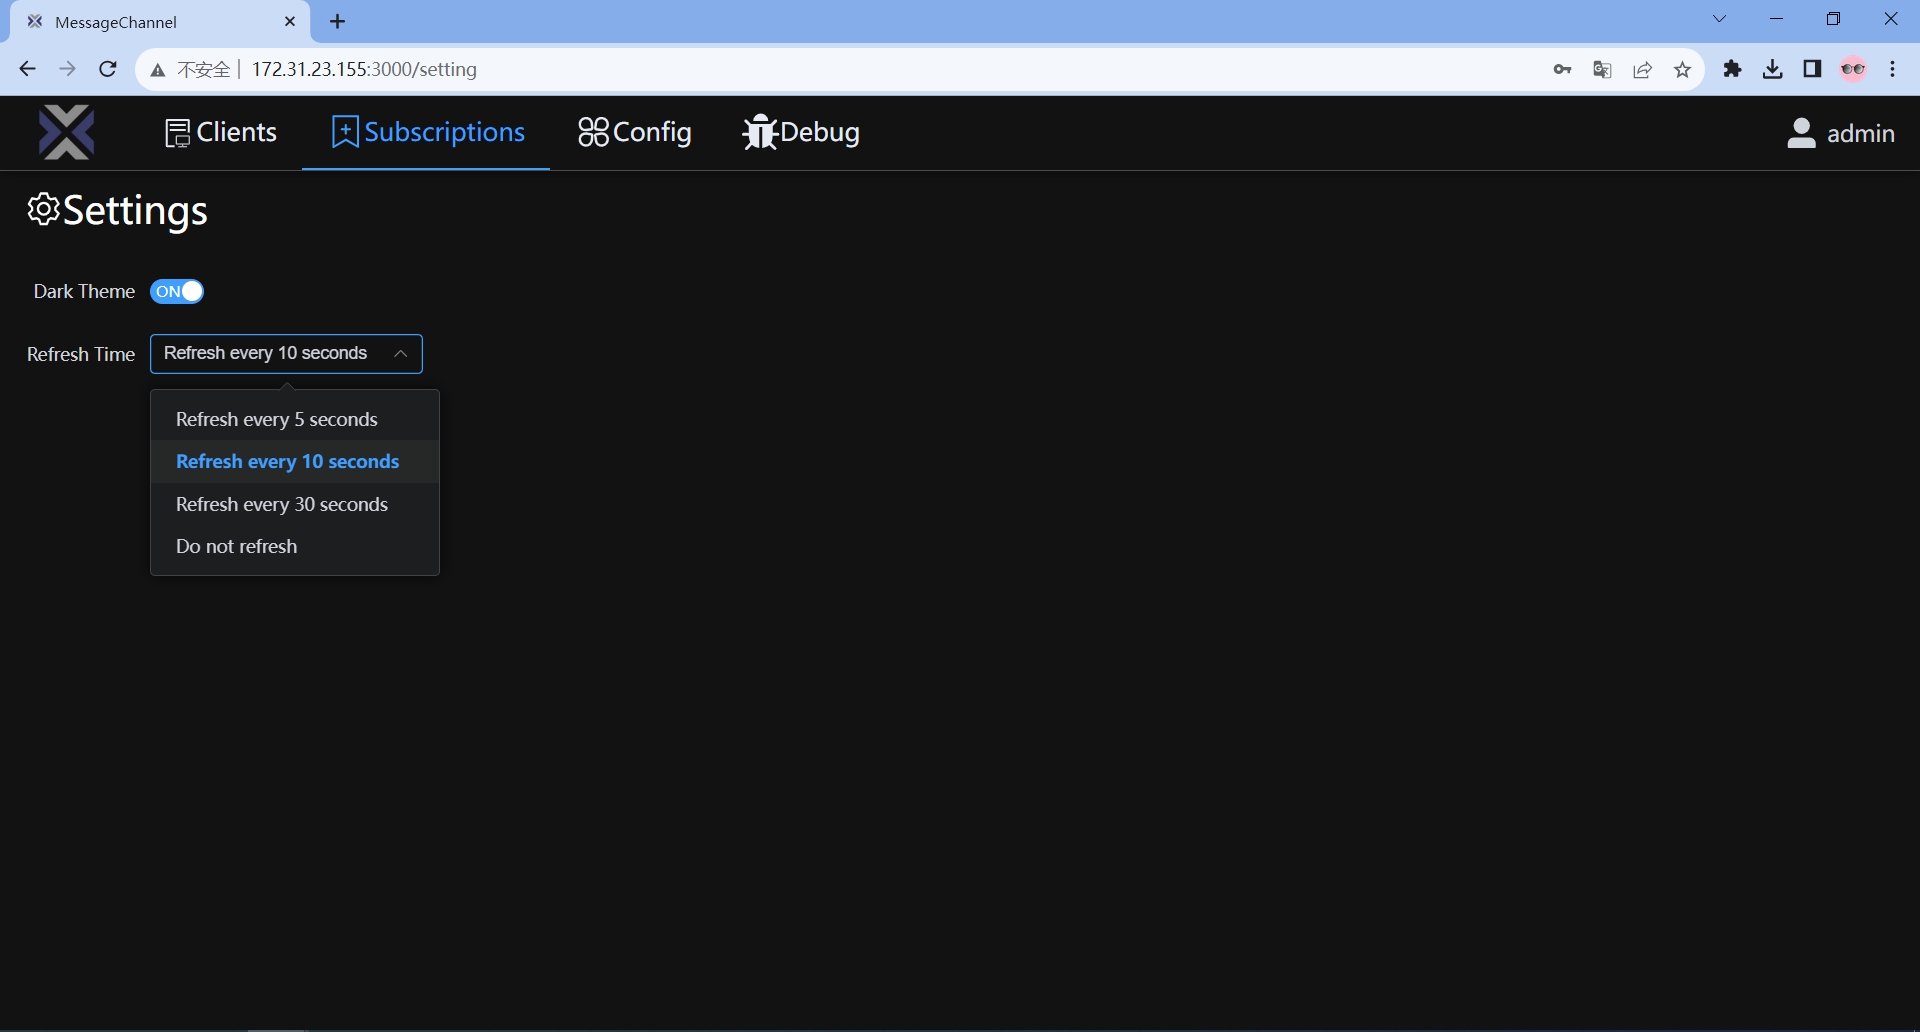 MessageChannel
不安全 172.31.23.155:3000/setting
Clients Subscriptions Config Debug admin
Settings
Dark Theme ON
Refresh Time Refresh every 10 seconds
Refresh every 5 seconds
Refresh every 10 seconds
Refresh every 30 seconds
Do not refresh